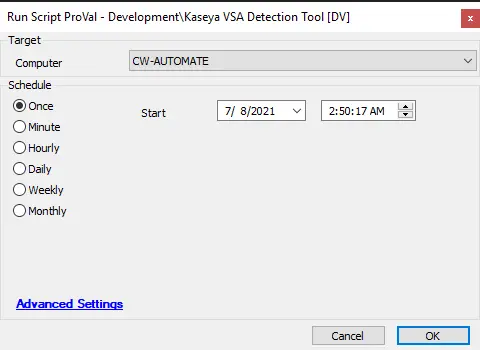 Run Script ProVal - Development\Kaseya VSA Detection Tool [DV]
Target
Computer CW-AUTOMATE
Schedule
Once Start 7/ 8/2021 2:50:17 AM
Minute
Hourly
Daily
Weekly
Monthly
Advanced Settings
Cancel OK